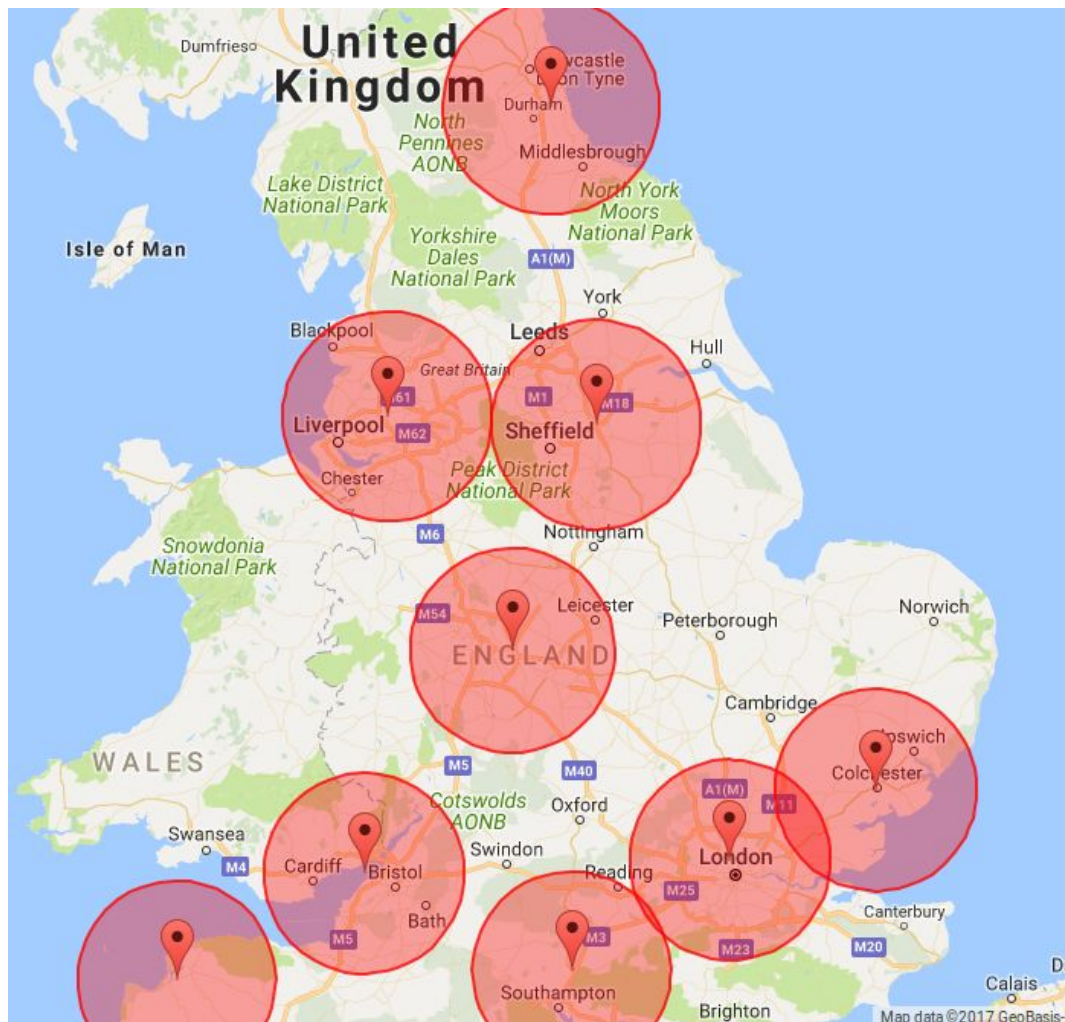 United
Kingdom
Dumfries
wcastle
on Tyne
Durham
North
Pennines
AONB
Middlesbrough
Lake District
National Park
North York
Moors
National Park
Isle of Man
Yorkshire
Dales
National Park
A1(M)
York
Blackpool
Leeds
Hull
Great Britain
M61
M1
M18
Liverpool
M62
Sheffield
Chester
Peak District
National Park
M6
Nottingham
Snowdonia
National Park
M54
Leicester
Norwich
Peterborough
ENGLAND
Cambridge
WALES
Ipswich
M5
M40
Colchester
A1(M)
M11
Cotswolds
AONB
Oxford
Swansea
M4
Cardiff
Bristol
Swindon
Reading
London
M25
Bath
Canterbury
M5
M3
M23
M20
Southampton
Brighton
Calais
D
Map data ©2017 GeoBasis-